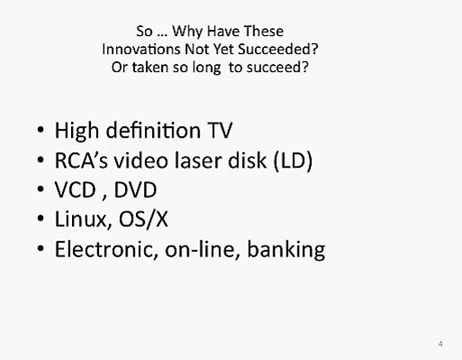 So ... Why Have These
Innovations Not Yet Succeeded?
Or taken so long to succeed?
• High definition TV
• RCA's video laser disk (LD)
• VCD , DVD
• Linux, OS/X
• Electronic, on-line, banking
4